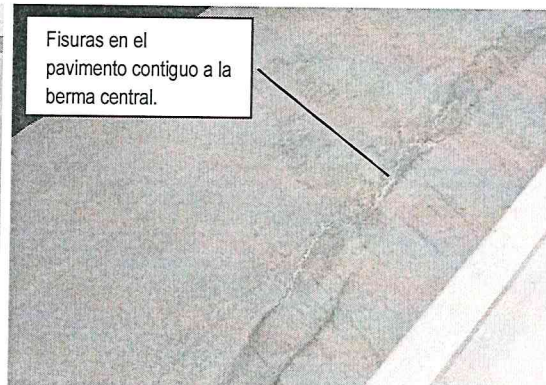 Fisuras en el
pavimento contiguo a la
berma central.